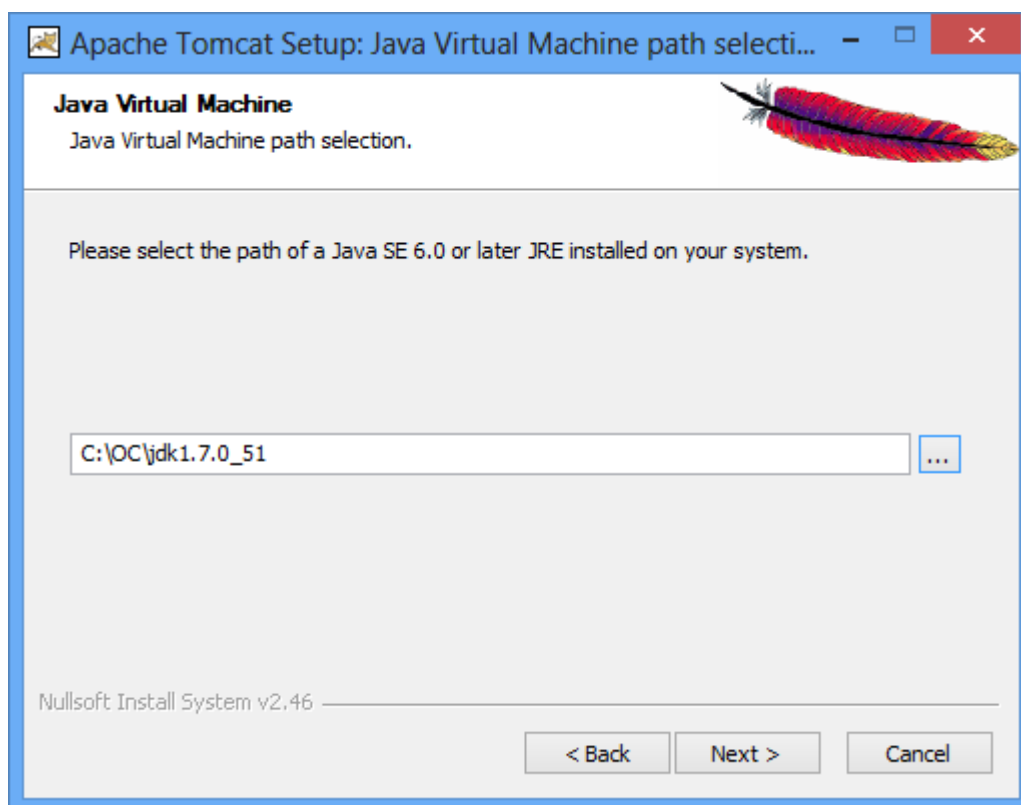 Apache Tomcat Setup: Java Virtual Machine path selecti...
Java Virtual Machine
Java Virtual Machine path selection.
Please select the path of a Java SE 6.0 or later JRE installed on your system.
C:\OC\jdk1.7.0_51
...
Nullsoft Install System v2.46
< Back
Next >
Cancel